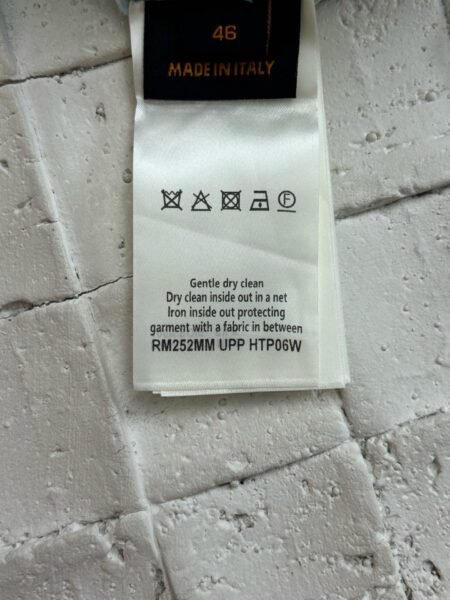 46
MADE IN ITALY
F
Gentle dry clean
Dry clean inside out in a net
Iron inside out protecting
garment with a fabric in between
RM252MM UPP HTP06W